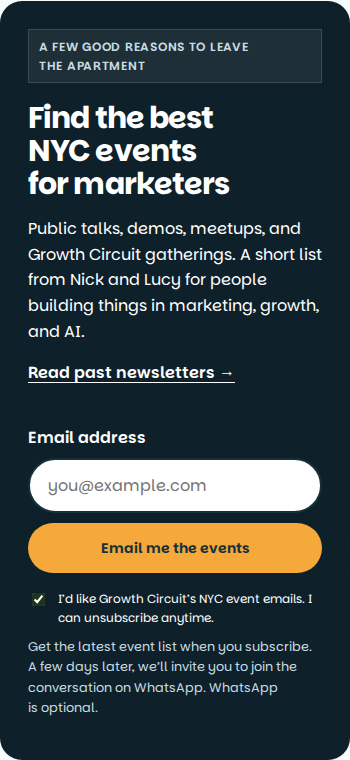 A FEW GOOD REASONS TO LEAVE
THE APARTMENT
Find the best
NYC events
for marketers
Public talks, demos, meetups, and
Growth Circuit gatherings. A short list
from Nick and Lucy for people
building things in marketing, growth,
and AI.
Read past newsletters →
Email address
you@example.com
Email me the events
I'd like Growth Circuit's NYC event emails. I
can unsubscribe anytime.
Get the latest event list when you subscribe.
A few days later, we'll invite you to join the
conversation on WhatsApp. WhatsApp
is optional.